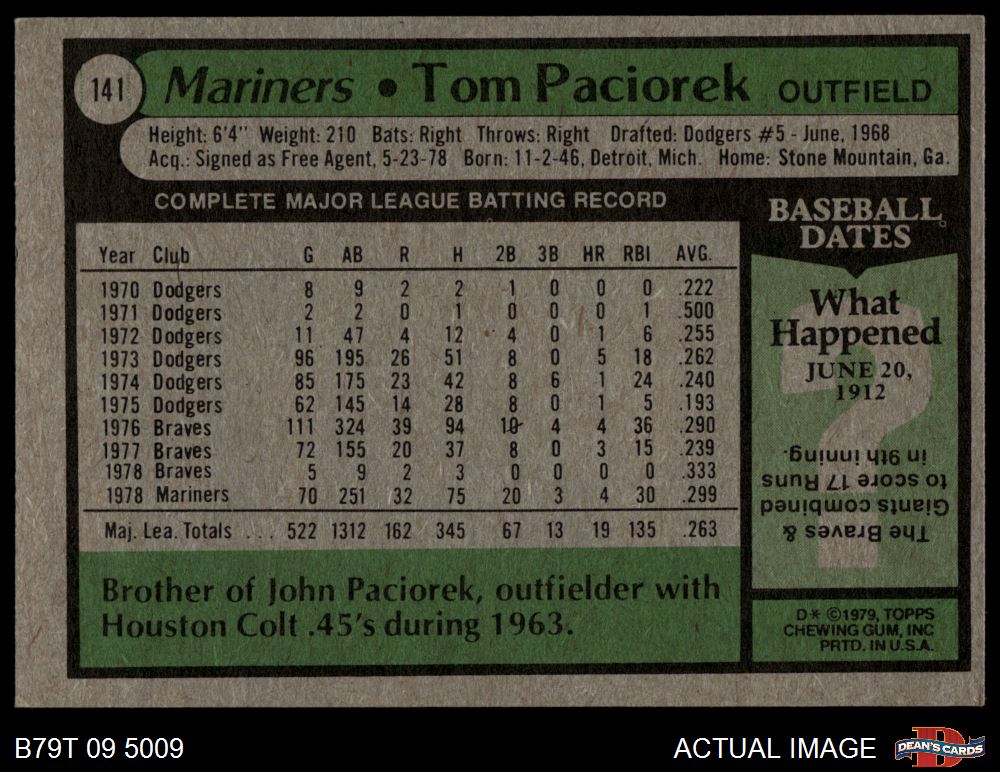 141 Mariners • Tom Paciorek OUTFIELD
Height: 6'4" Weight: 210 Bats: Right Throws: Right Drafted: Dodgers #5 - June, 1968
Acq.: Signed as Free Agent, 5-23-78 Born: 11-2-46, Detroit, Mich. Home: Stone Mountain, Ga.
COMPLETE MAJOR LEAGUE BATTING RECORD
Year Club G AB R H 2B 3B HR RBI AVG.
1970 Dodgers 8 9 2 2 1 0 0 0 .222
1971 Dodgers 2 2 0 1 0 0 0 1 .500
1972 Dodgers 11 47 4 12 4 0 1 6 .255
1973 Dodgers 96 195 26 51 8 0 5 18 .262
1974 Dodgers 85 175 23 42 8 6 1 24 .240
1975 Dodgers 62 145 14 28 8 0 1 5 .193
1976 Braves 111 324 39 94 10 4 4 36 .290
1977 Braves 72 155 20 37 8 0 3 15 .239
1978 Braves 5 9 2 3 0 0 0 0 .333
1978 Mariners 70 251 32 75 20 3 4 30 .299
Maj. Lea. Totals ... 522 1312 162 345 67 13 19 135 .263
Brother of John Paciorek, outfielder with
Houston Colt .45's during 1963.
BASEBALL
DATES
What
Happened
JUNE 20,
1912
?
The Braves &
Giants combined
to score 17 Runs
in 9th inning.
D* ©1979, TOPPS
CHEWING GUM, INC
PRTD. IN U.S.A.
B79T 09 5009
ACTUAL IMAGE
D
DEAN'S CARDS